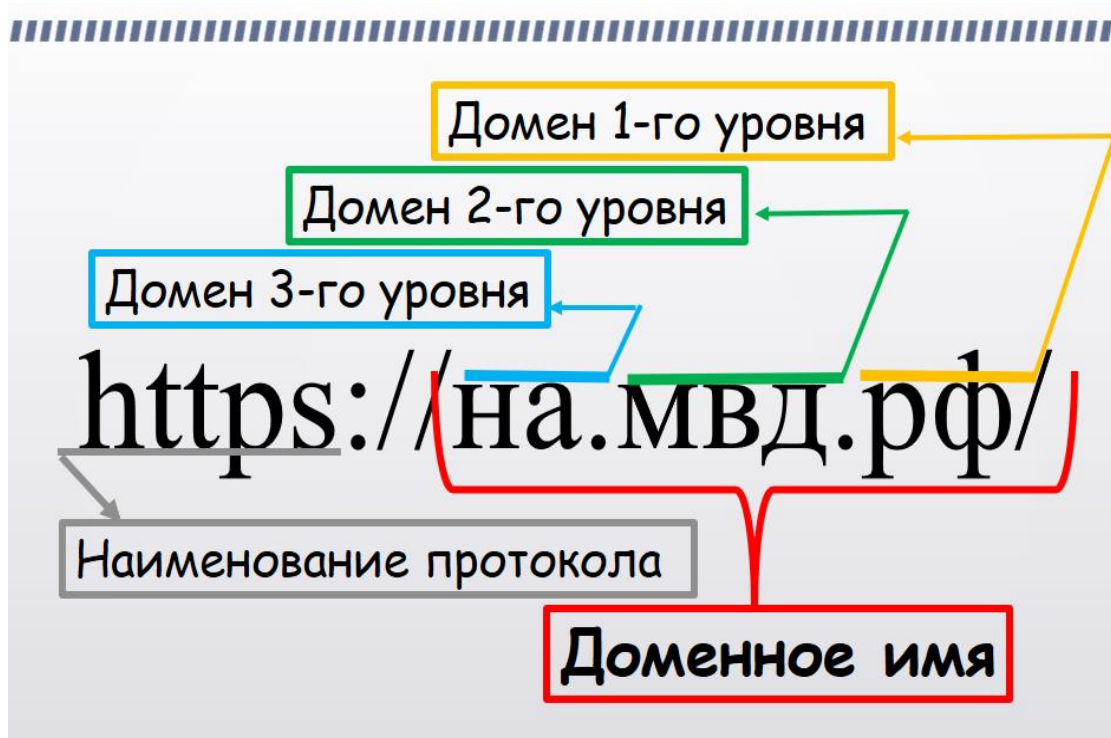 Домен 1-го уровня
Домен 2-го уровня
Домен 3-го уровня
https://на.мвд.рф/
Наименование протокола
Доменное имя